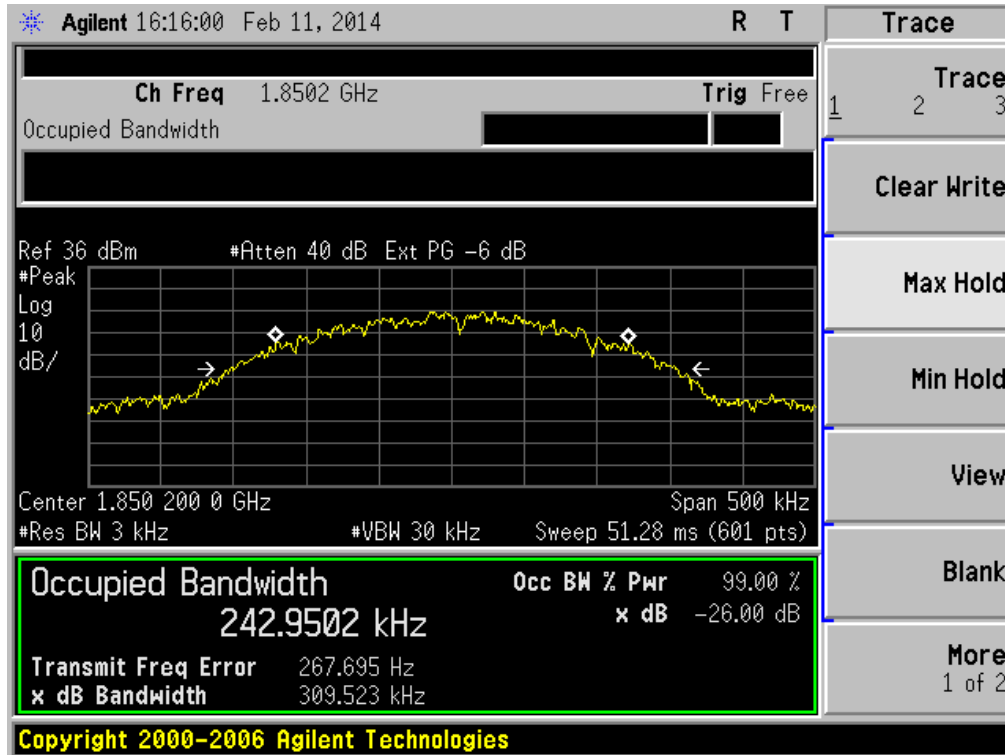 Agilent 16:16:00 Feb 11, 2014 R T
Trace
Ch Freq 1.8502 GHz Trig Free
Occupied Bandwidth
Trace
1 2 3
Clear Write
Max Hold
Min Hold
View
Blank
More
1 of 2
Ref 36 dBm #Atten 40 dB Ext PG -6 dB
#Peak
Log
10
dB/
Center 1.850 200 0 GHz Span 500 kHz
#Res BW 3 kHz #VBW 30 kHz Sweep 51.28 ms (601 pts)
Occupied Bandwidth Occ BW % Pwr 99.00 %
242.9502 kHz x dB -26.00 dB
Transmit Freq Error 267.695 Hz
x dB Bandwidth 309.523 kHz
Copyright 2000-2006 Agilent Technologies